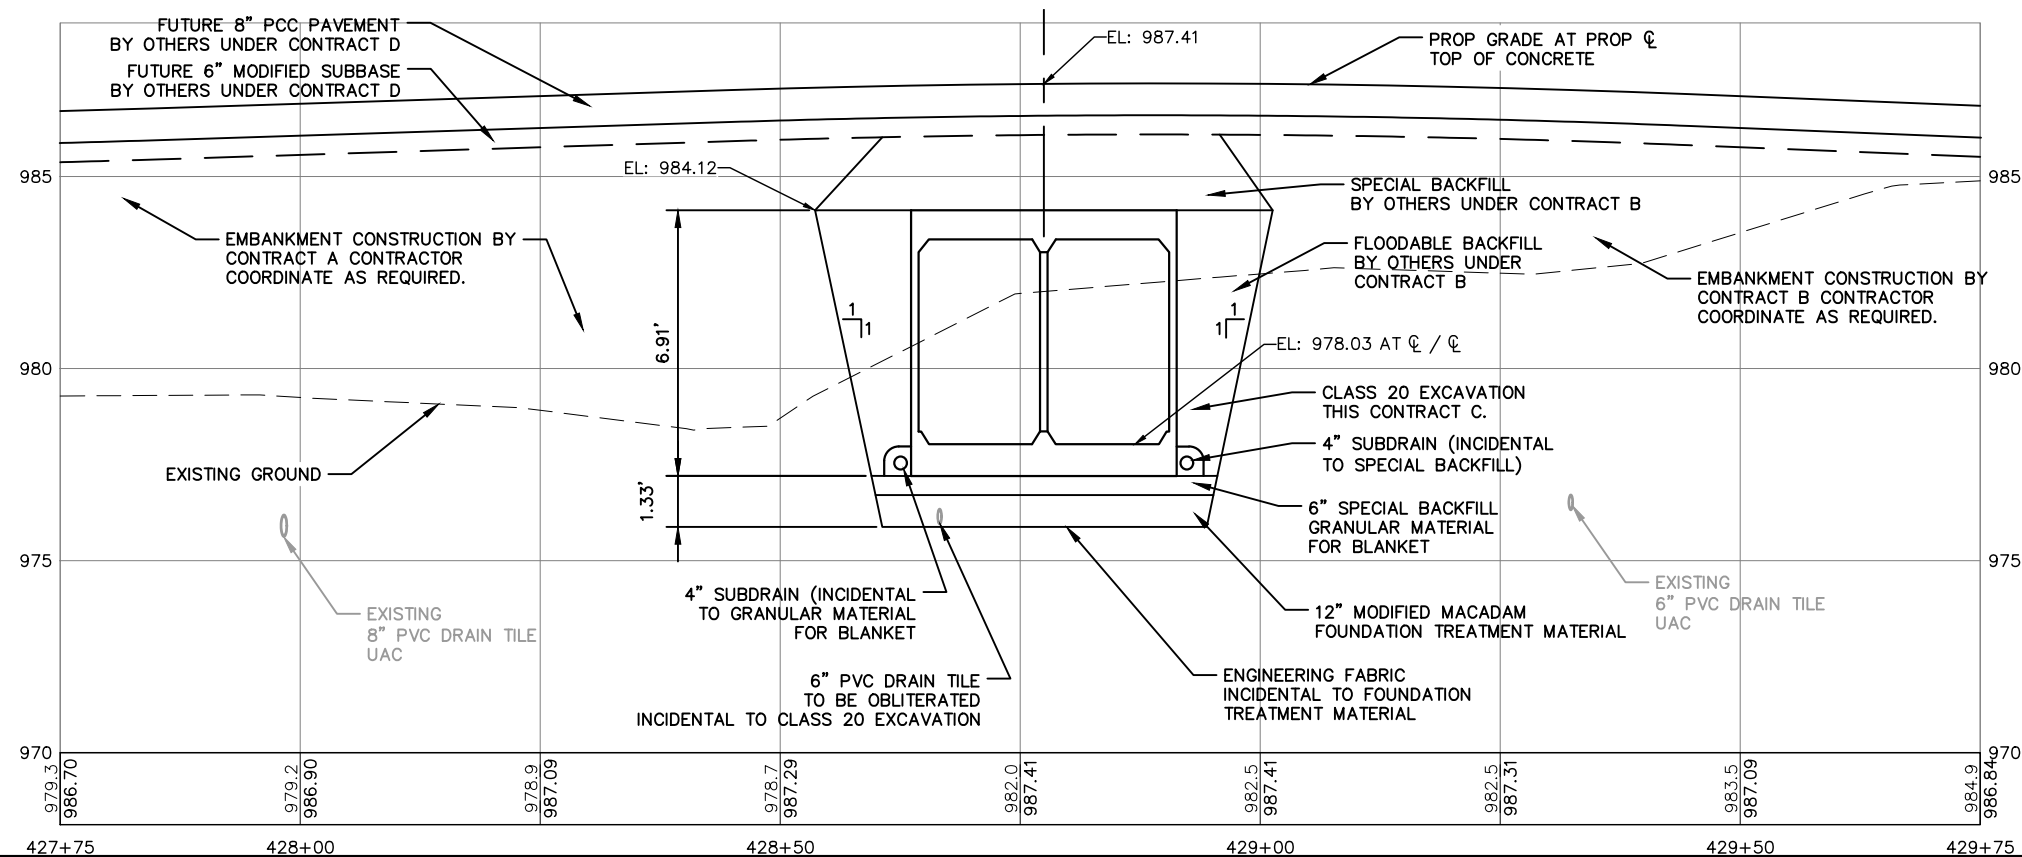 FUTURE 8" PCC PAVEMENT
BY OTHERS UNDER CONTRACT D
FUTURE 6" MODIFIED SUBBASE
BY OTHERS UNDER CONTRACT D
EL: 987.41
PROP GRADE AT PROP ℄
TOP OF CONCRETE
EL: 984.12
985
985
SPECIAL BACKFILL
BY OTHERS UNDER CONTRACT B
EMBANKMENT CONSTRUCTION BY
CONTRACT A CONTRACTOR
COORDINATE AS REQUIRED.
FLOODABLE BACKFILL
BY OTHERS UNDER
CONTRACT B
EMBANKMENT CONSTRUCTION BY
CONTRACT B CONTRACTOR
COORDINATE AS REQUIRED.
1
1
1
1
6.91'
EL: 978.03 AT ℄ / ℄
980
980
CLASS 20 EXCAVATION
THIS CONTRACT C.
4" SUBDRAIN (INCIDENTAL
TO SPECIAL BACKFILL)
EXISTING GROUND
1.33'
6" SPECIAL BACKFILL
GRANULAR MATERIAL
FOR BLANKET
975
975
4" SUBDRAIN (INCIDENTAL
TO GRANULAR MATERIAL
FOR BLANKET
EXISTING
8" PVC DRAIN TILE
UAC
12" MODIFIED MACADAM
FOUNDATION TREATMENT MATERIAL
EXISTING
6" PVC DRAIN TILE
UAC
6" PVC DRAIN TILE
TO BE OBLITERATED
INCIDENTAL TO CLASS 20 EXCAVATION
ENGINEERING FABRIC
INCIDENTAL TO FOUNDATION
TREATMENT MATERIAL
970
970
979.3
986.70
979.2
986.90
978.9
987.09
978.7
987.29
982.0
987.41
982.5
987.41
982.5
987.31
983.5
987.09
984.9
986.84
427+75
428+00
428+50
429+00
429+50
429+75